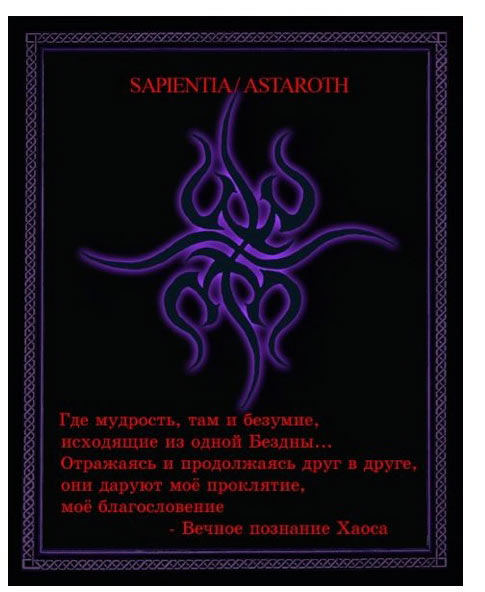 SAPIENTIA / ASTAROTH
Где мудрость, там и безумие,
исходящие из одной Бездны...
Отражаясь и продолжаясь друг в друге,
они даруют моё проклятие,
моё благословение
- Вечное познание Хаоса